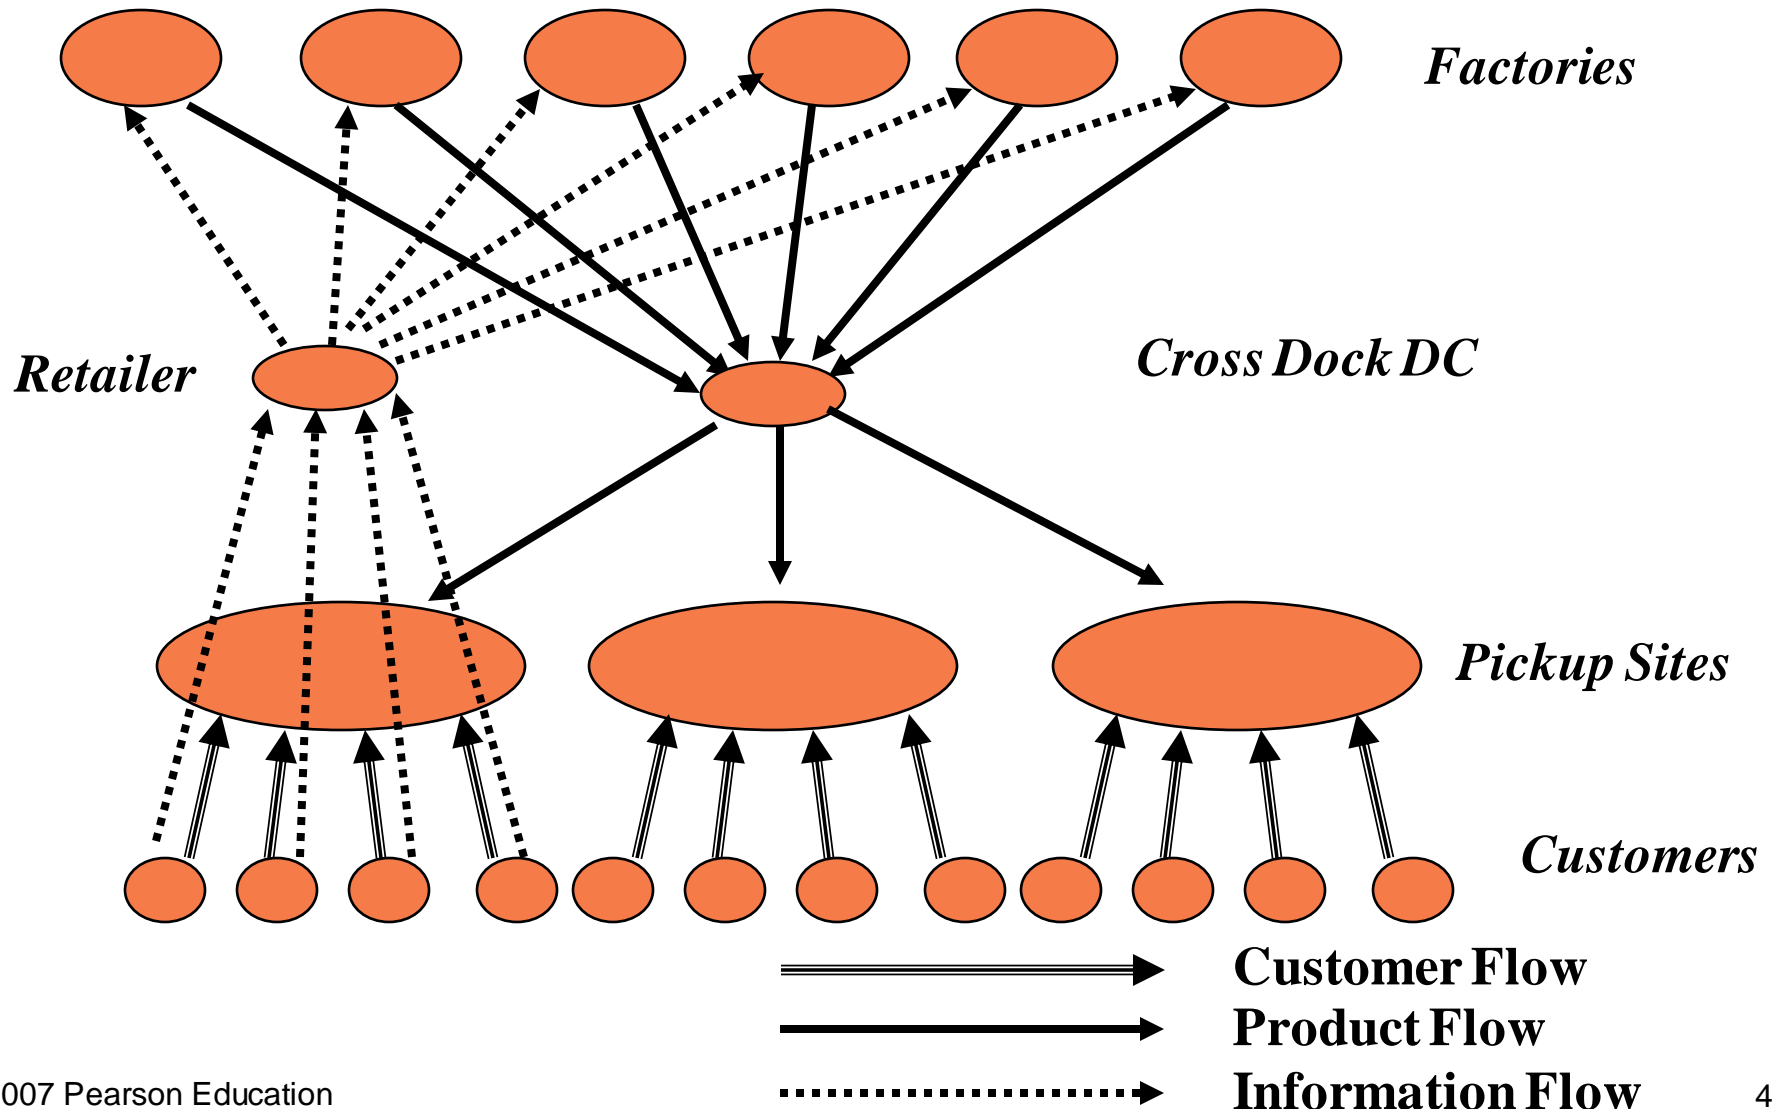 Factories
Retailer
Cross Dock DC
Pickup Sites
Customers
Customer Flow
Product Flow
Information Flow
007 Pearson Education
4